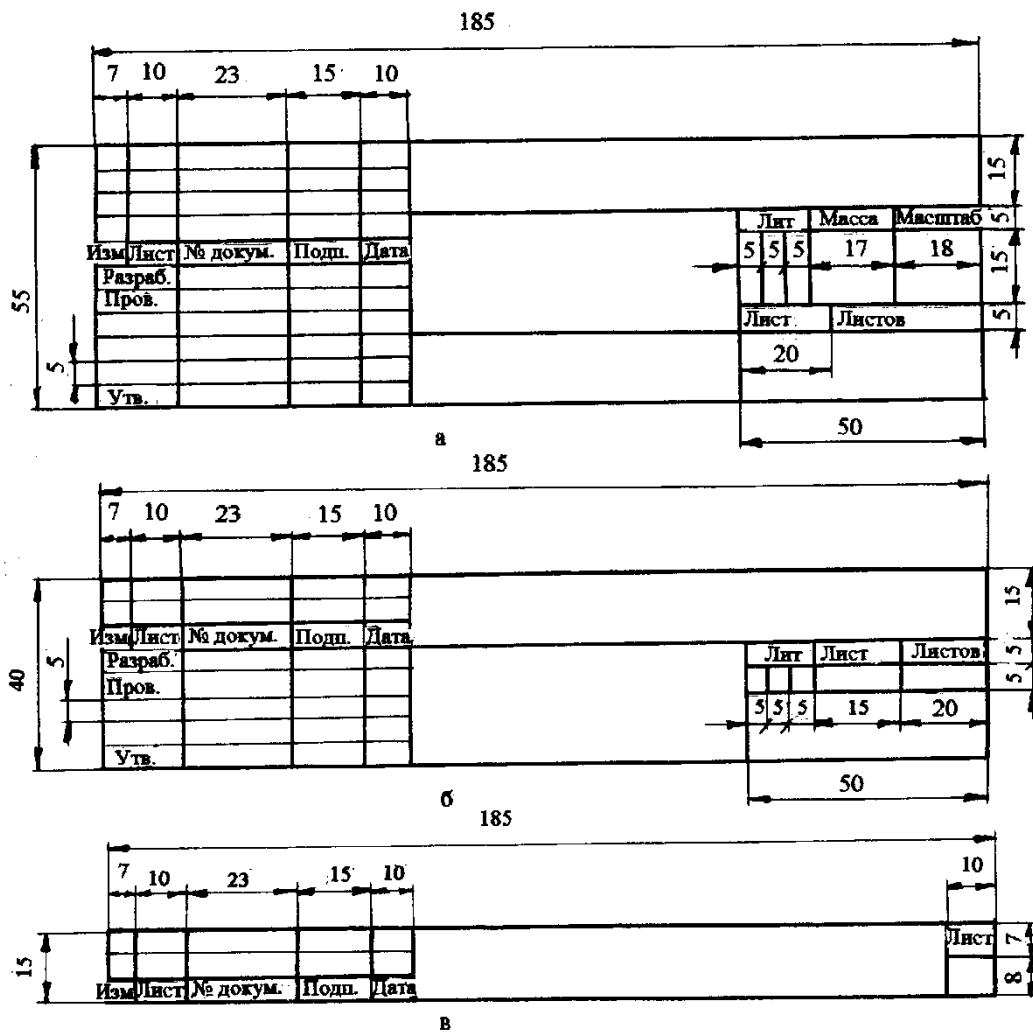 185
7 10 23 15 10
15
Лит Масса Масштаб 5
Изм Лист № докум. Подп. Дата 5 5 5 17 18 15
Разраб.
Пров.
55
Лист Листов 5
5 20
Утв.
50
а
185
7 10 23 15 10
15
Изм Лист № докум. Подп. Дата
Разраб. Лит Лист Листов 5
40 5
Пров. 5
5 5 5 15 20
Утв.
50
б
185
7 10 23 15 10 10
15 Лист 7
Изм Лист № докум. Подп. Дата 8
в